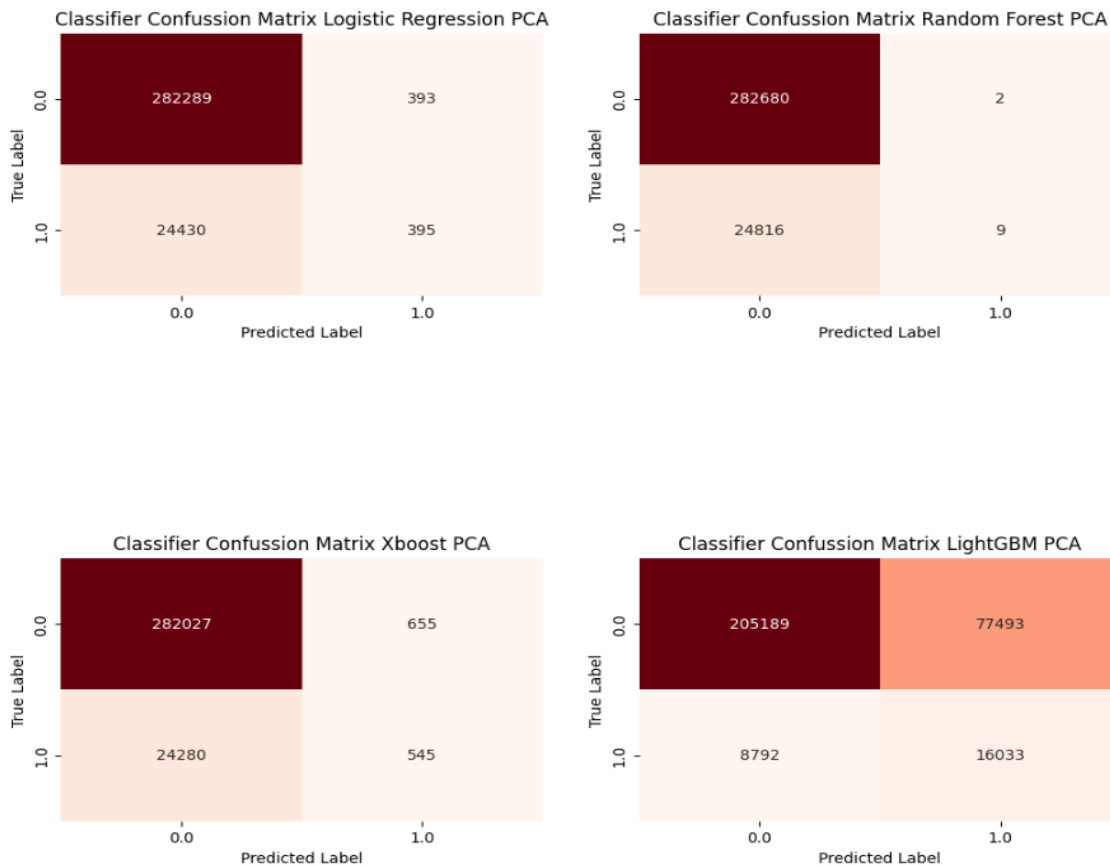 Classifier Confussion Matrix Logistic Regression PCA
0.0
282289
393
True Label
1.0
24430
395
0.0
1.0
Predicted Label
Classifier Confussion Matrix Random Forest PCA
0.0
282680
2
True Label
1.0
24816
9
0.0
1.0
Predicted Label
Classifier Confussion Matrix Xboost PCA
0.0
282027
655
True Label
1.0
24280
545
0.0
1.0
Predicted Label
Classifier Confussion Matrix LightGBM PCA
0.0
205189
77493
True Label
1.0
8792
16033
0.0
1.0
Predicted Label